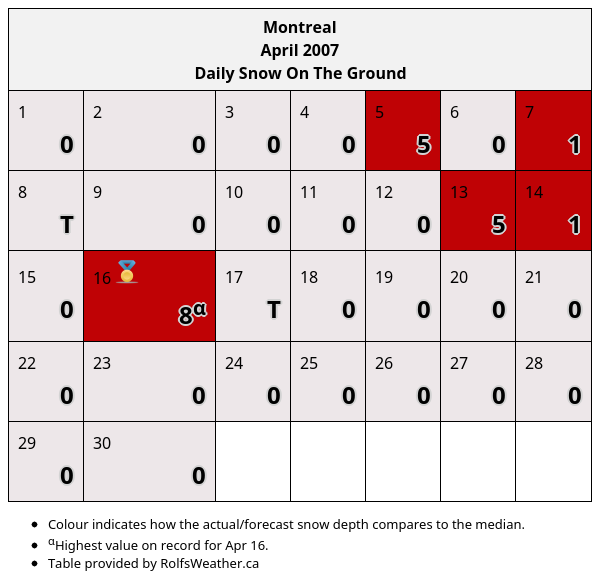 Montreal
April 2007
Daily Snow On The Ground
1 2 3 4 5 6 7
0 0 0 0 5 0 1
8 9 10 11 12 13 14
T 0 0 0 0 5 1
15 16 17 18 19 20 21
0 8α T 0 0 0 0
22 23 24 25 26 27 28
0 0 0 0 0 0 0
29 30
0 0
• Colour indicates how the actual/forecast snow depth compares to the median.
• αHighest value on record for Apr 16.
• Table provided by RolfsWeather.ca